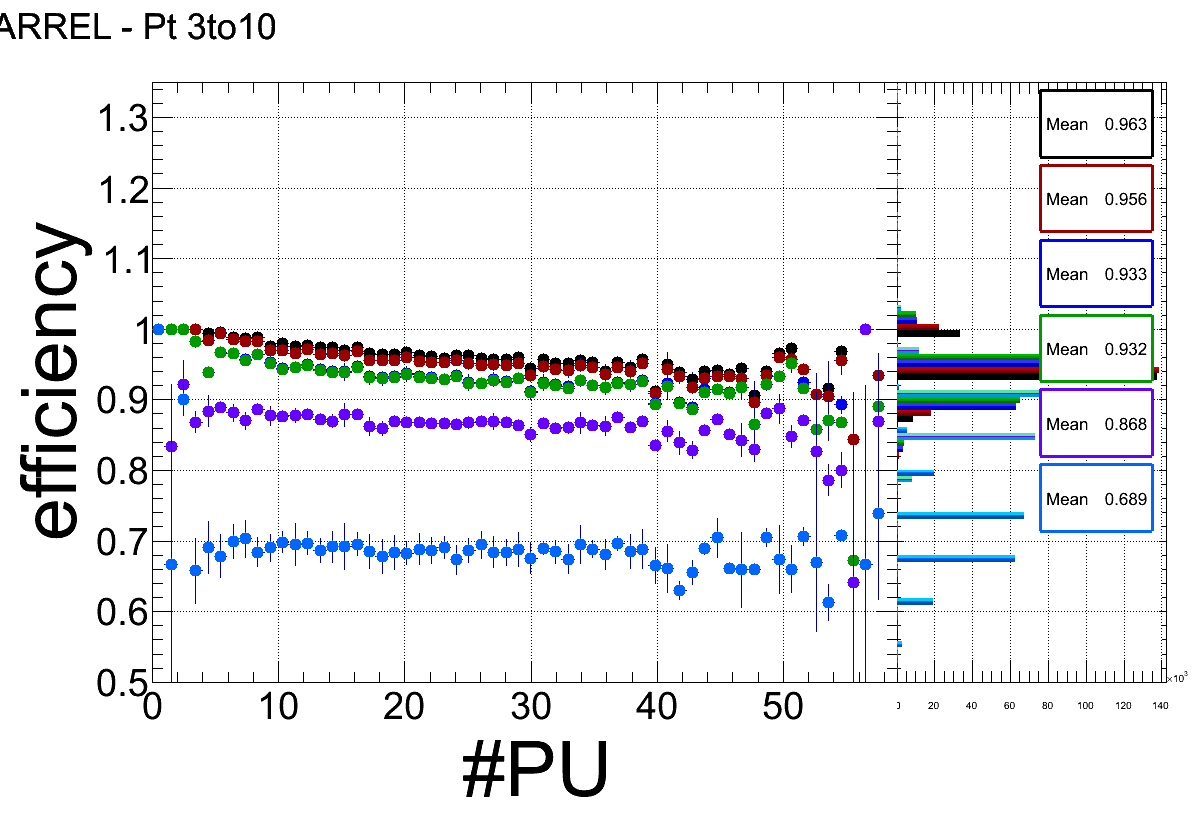 ARREL - Pt 3to10
1.3
1.2
1.1
1
0.9
0.8
0.7
0.6
0.5
efficiency
0 10 20 30 40 50
#PU
Mean 0.963
Mean 0.956
Mean 0.933
Mean 0.932
Mean 0.868
Mean 0.689
×10³
20 40 60 80 100 120 140